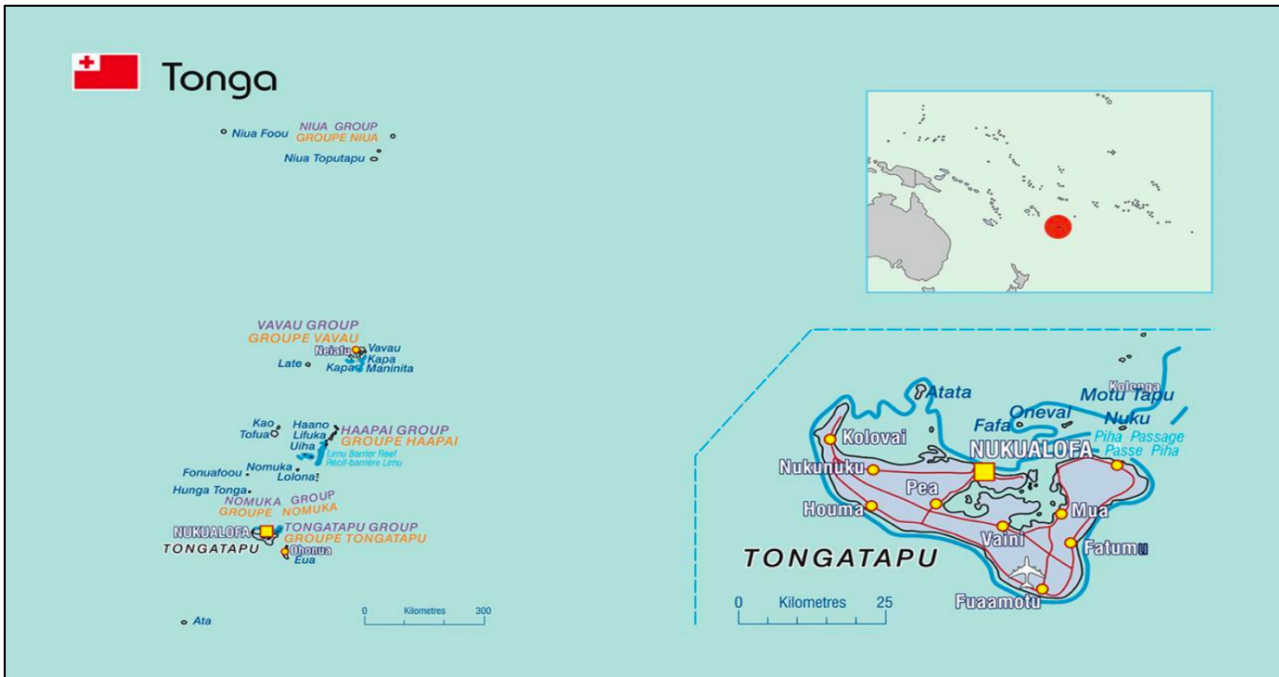 Tonga
Niua Foou
NIUA GROUP
GROUPE NIUA
Niua Toputapu
VAVAU GROUP
GROUPE VAVAU
Neiafu
Vavau
Late
Kapa
Kapa
Maninita
Kao
Tofua
Haano
Lifuka
Uiha
HAAPAI GROUP
GROUPE HAAPAI
Limu Barrier Reef
Récif-barrière Limu
Fonuafoou
Nomuka
Lolona
Hunga Tonga
NOMUKA GROUP
GROUPE NOMUKA
NUKUALOFA
TONGATAPU GROUP
GROUPE TONGATAPU
TONGATAPU
Ohonua
Eua
Ata
0 Kilometres 300
Atata
Kolenga
Motu Tapu
Oneval
Fafa
Nuku
Kolovai
NUKUALOFA
Piha Passage
Passe Piha
Nukunuku
Pea
Houma
Mua
Vaini
Fatumu
TONGATAPU
Fuaamotu
0 Kilometres 25